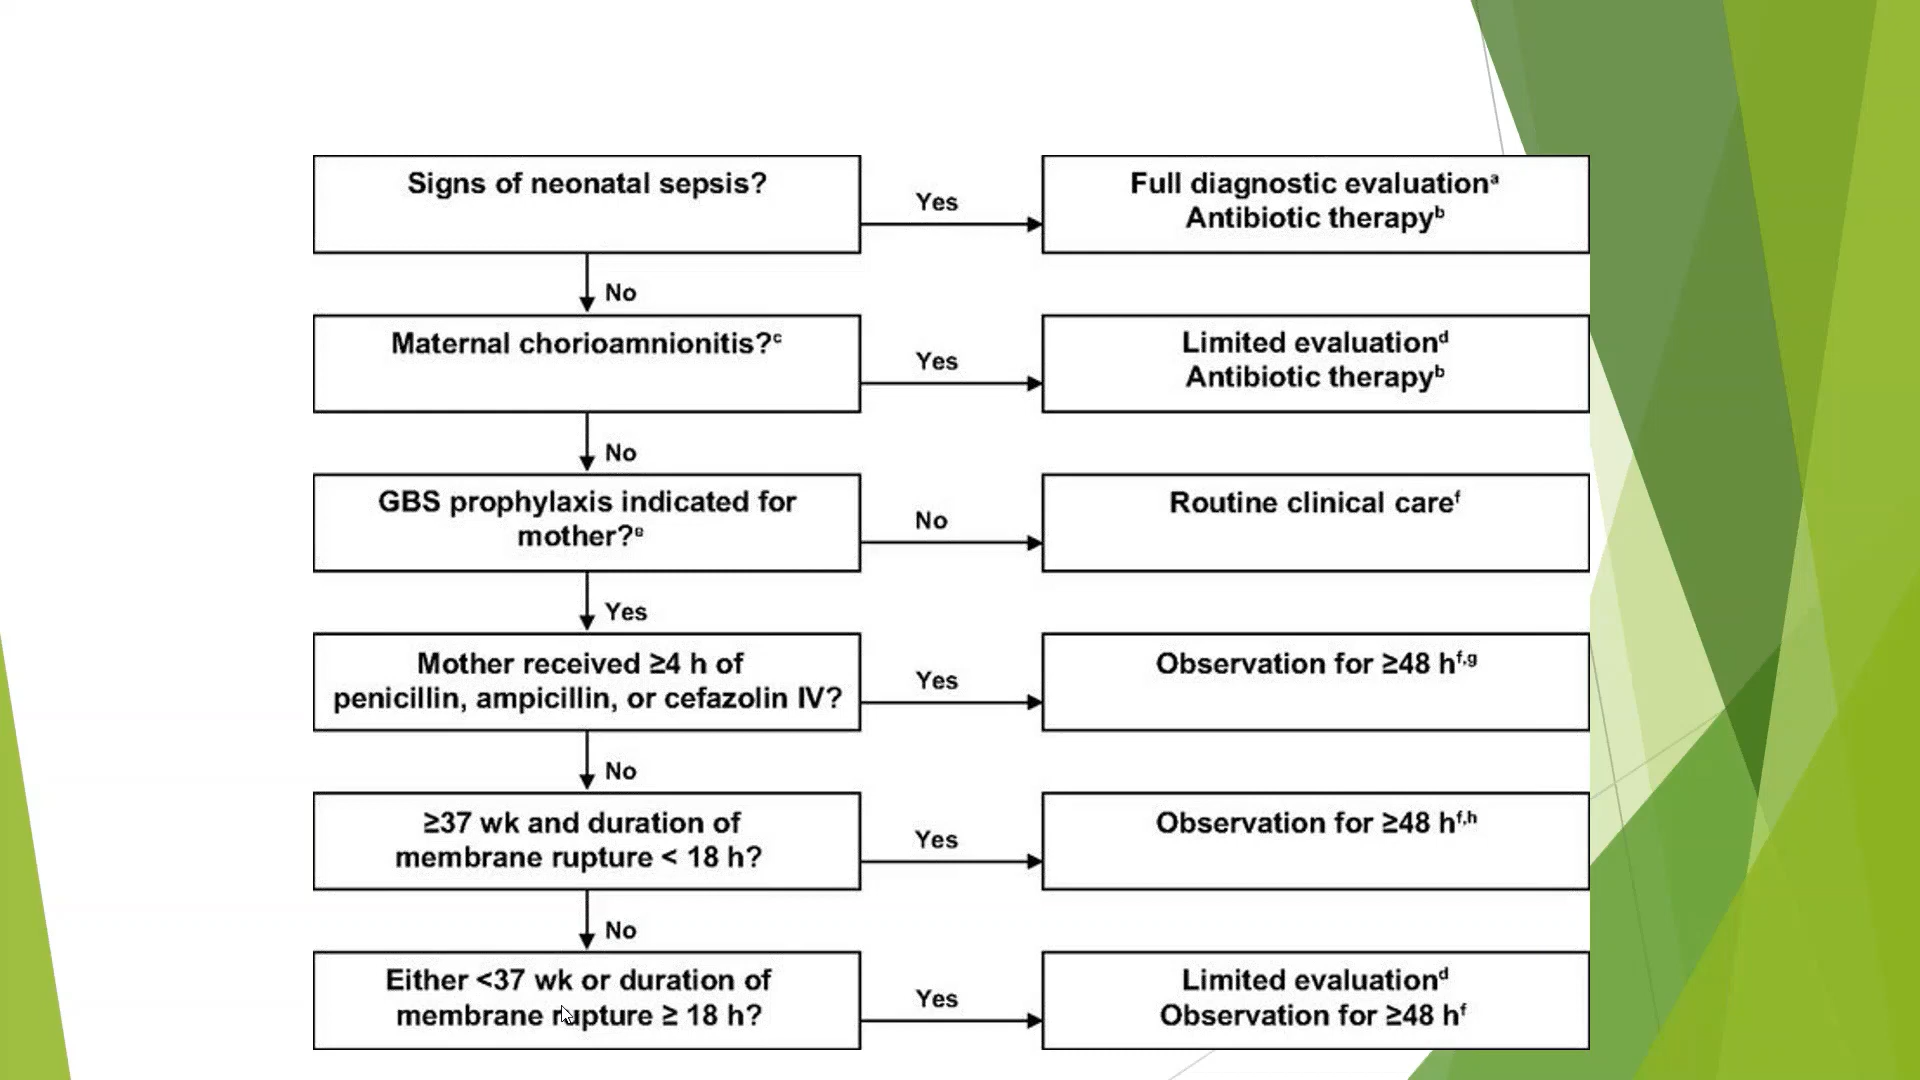 Signs of neonatal sepsis?
Yes
Full diagnostic evaluationᵃ
Antibiotic therapyᵇ
No
Maternal chorioamnionitis?ᶜ
Yes
Limited evaluationᵈ
Antibiotic therapyᵇ
No
GBS prophylaxis indicated for
mother?ᵉ
No
Routine clinical careᶠ
Yes
Mother received ≥4 h of
penicillin, ampicillin, or cefazolin IV?
Yes
Observation for ≥48 hᶠ,ᵍ
No
≥37 wk and duration of
membrane rupture < 18 h?
Yes
Observation for ≥48 hᶠ,ʰ
No
Either <37 wk or duration of
membrane rupture ≥ 18 h?
Yes
Limited evaluationᵈ
Observation for ≥48 hᶠ